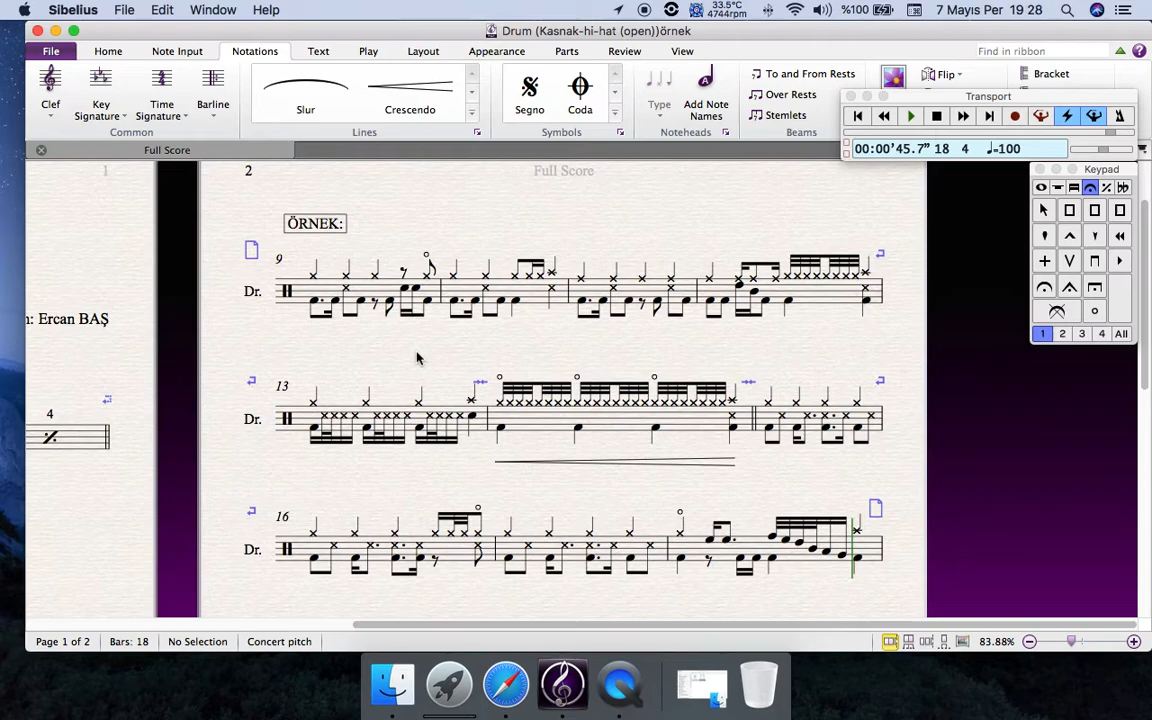 Sibelius File Edit Window Help 33.5°C 4744rpm %100 7 Mayıs Per 19 28
Drum (Kasnak-hi-hat (open))örnek
File Home Note Input Notations Text Play Layout Appearance Parts Review View Find in ribbon
Clef
Key Signature
Time Signature
Barline
Common
Slur Crescendo
Lines
Segno Coda
Symbols
Type
Add Note Names
Noteheads
To and From Rests
Over Rests
Stemlets
Beams
Flip
Bracket
Transport
00:00'45.7" 18 4 =100
Keypad
1 2 3 4 All
Full Score
1
n: Ercan BAŞ
4
2 Full Score
ÖRNEK:
9
Dr.
13
Dr.
16
Dr.
Page 1 of 2 Bars: 18 No Selection Concert pitch 83.88%